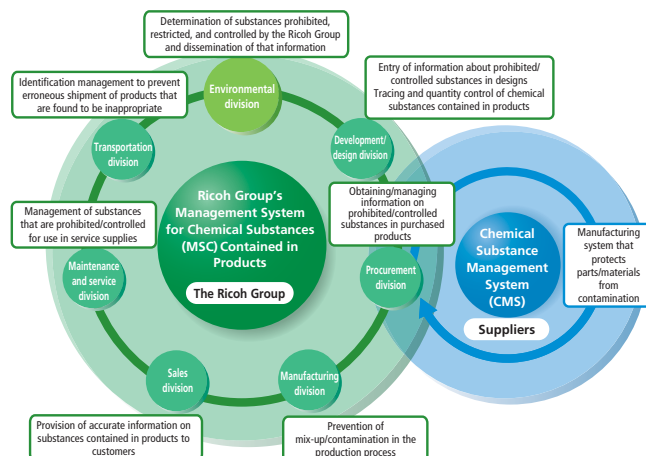 Determination of substances prohibited,
restricted, and controlled by the Ricoh Group
and dissemination of that information
Environmental
division
Entry of information about prohibited/
controlled substances in designs
Tracing and quantity control of chemical
substances contained in products
Development/
design division
Identification management to prevent
erroneous shipment of products that
are found to be inappropriate
Transportation
division
Ricoh Group's
Management System
for Chemical Substances
(MSC) Contained in
Products
The Ricoh Group
Obtaining/managing
information on
prohibited/controlled
substances in purchased
products
Procurement
division
Management of substances
that are prohibited/controlled
for use in service supplies
Maintenance
and service
division
Chemical
Substance
Management
System
(CMS)
Suppliers
Manufacturing
system that
protects
parts/materials
from
contamination
Sales
division
Manufacturing
division
Provision of accurate information on
substances contained in products to
customers
Prevention of
mix-up/contamination in the
production process